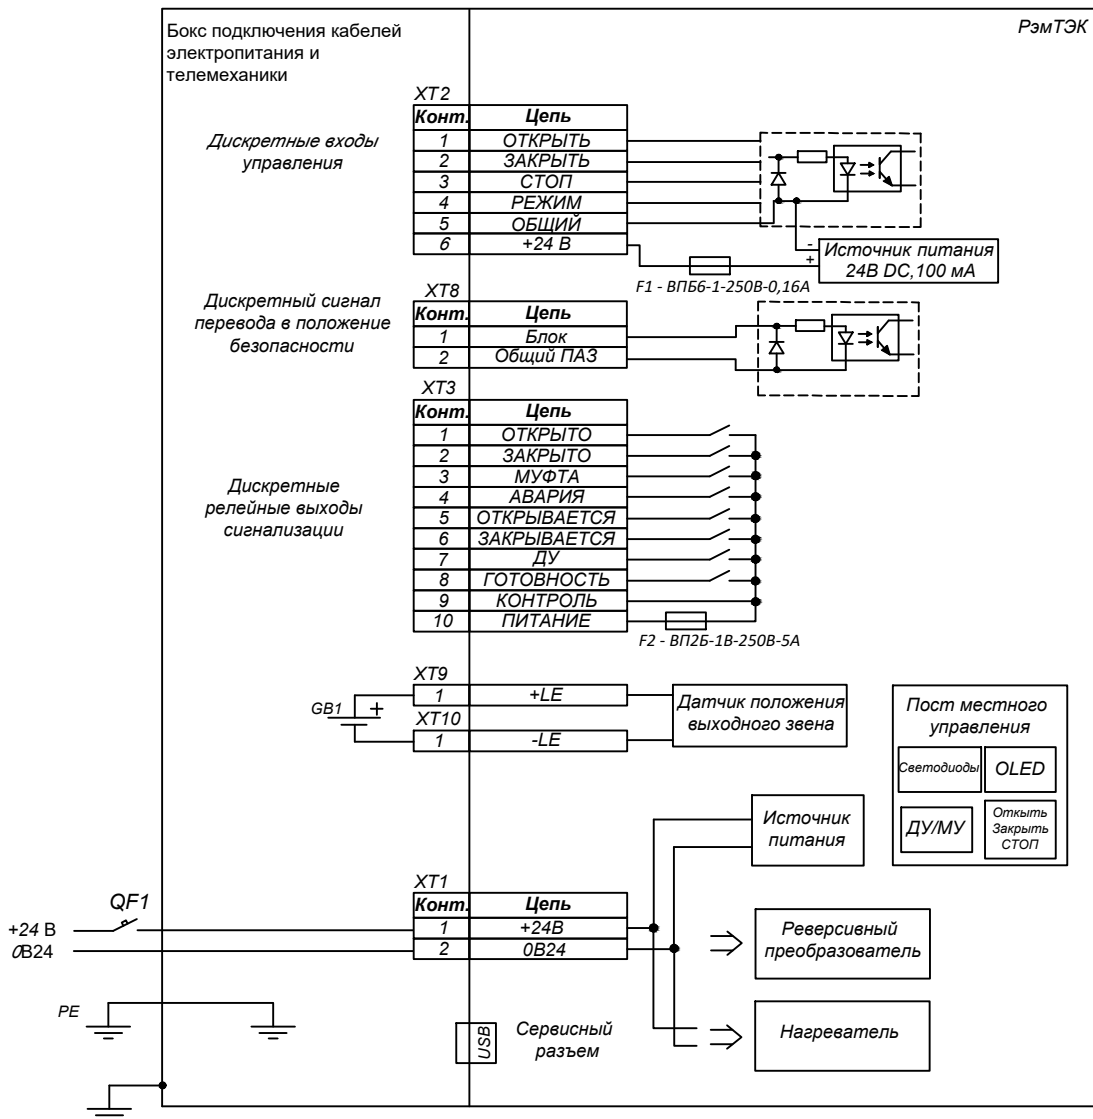 Бокс подключения кабелей
электропитания и
телемеханики
РэмТЭК
Дискретные входы
управления
XT2
Конт. Цепь
1 ОТКРЫТЬ
2 ЗАКРЫТЬ
3 СТОП
4 РЕЖИМ
5 ОБЩИЙ
6 +24 В
-
+
Источник питания
24В DC,100 мА
F1 - ВПБ6-1-250В-0,16А
Дискретный сигнал
перевода в положение
безопасности
XT8
Конт. Цепь
1 Блок
2 Общий ПАЗ
Дискретные
релейные выходы
сигнализации
XT3
Конт. Цепь
1 ОТКРЫТО
2 ЗАКРЫТО
3 МУФТА
4 АВАРИЯ
5 ОТКРЫВАЕТСЯ
6 ЗАКРЫВАЕТСЯ
7 ДУ
8 ГОТОВНОСТЬ
9 КОНТРОЛЬ
10 ПИТАНИЕ
F2 - ВП2Б-1В-250В-5А
GB1
+
XT9
1 +LE
XT10
1 -LE
Датчик положения
выходного звена
Пост местного
управления
Светодиоды
OLED
ДУ/МУ
Откыть
Закрыть
СТОП
Источник
питания
QF1
+24 В
0В24
XT1
Конт. Цепь
1 +24В
2 0В24
Реверсивный
преобразователь
Нагреватель
PE
USB
Сервисный
разъем